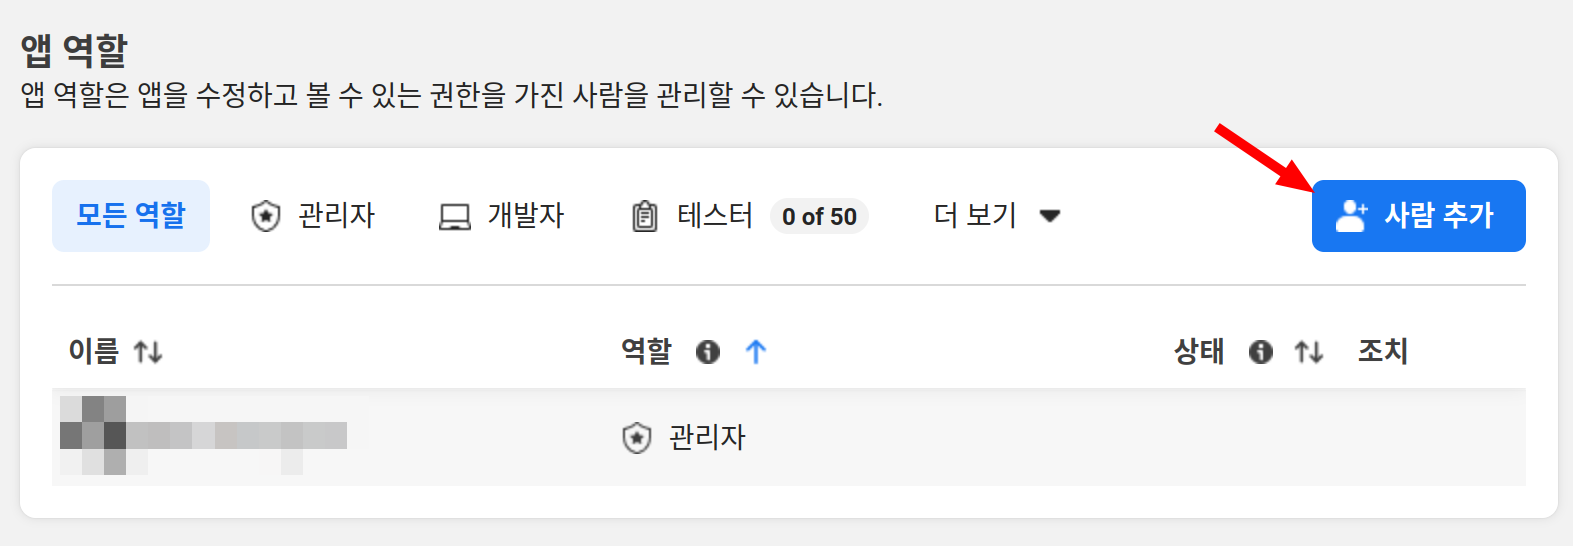 앱 역할
앱 역할은 앱을 수정하고 볼 수 있는 권한을 가진 사람을 관리할 수 있습니다.
모든 역할 관리자 개발자 테스터 0 of 50 더 보기 사람 추가
이름 역할 상태 조치
관리자